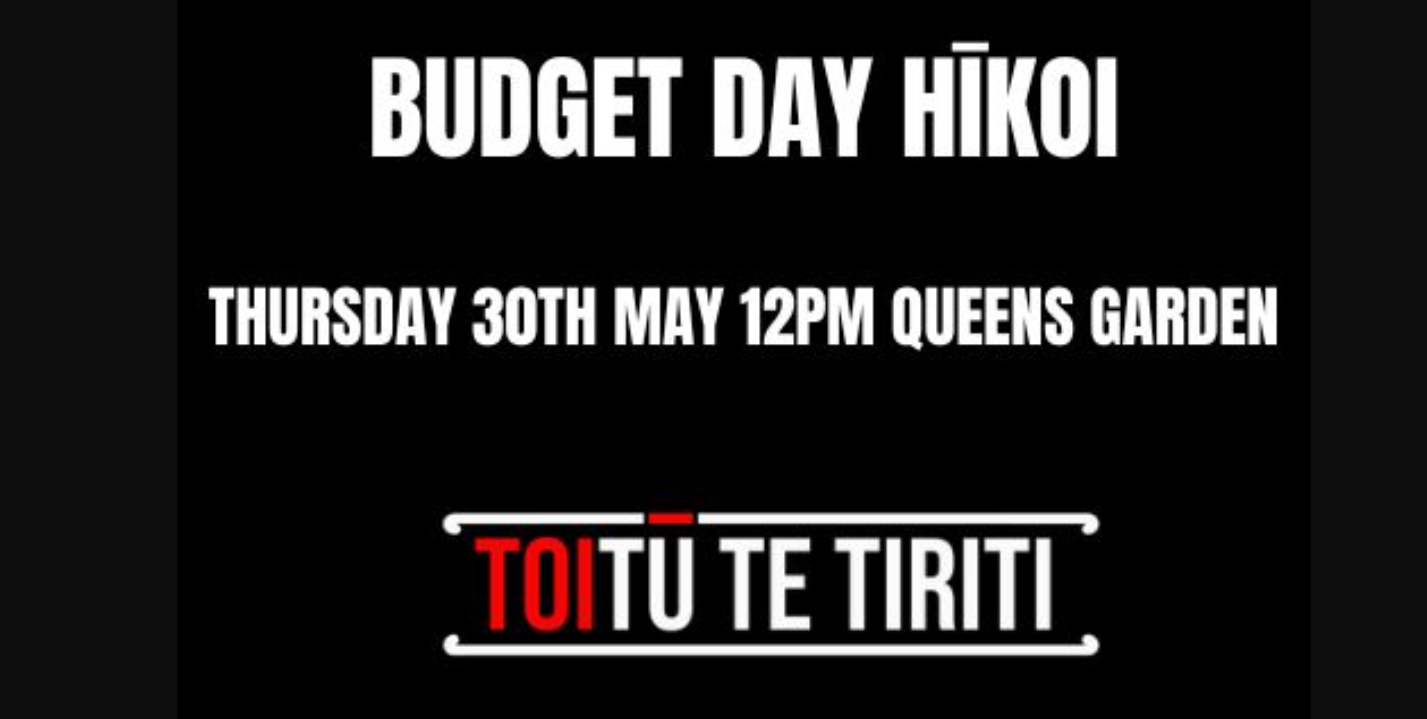 BUDGET DAY HĪKOI
THURSDAY 30TH MAY 12PM QUEENS GARDEN
TOITŪ TE TIRITI